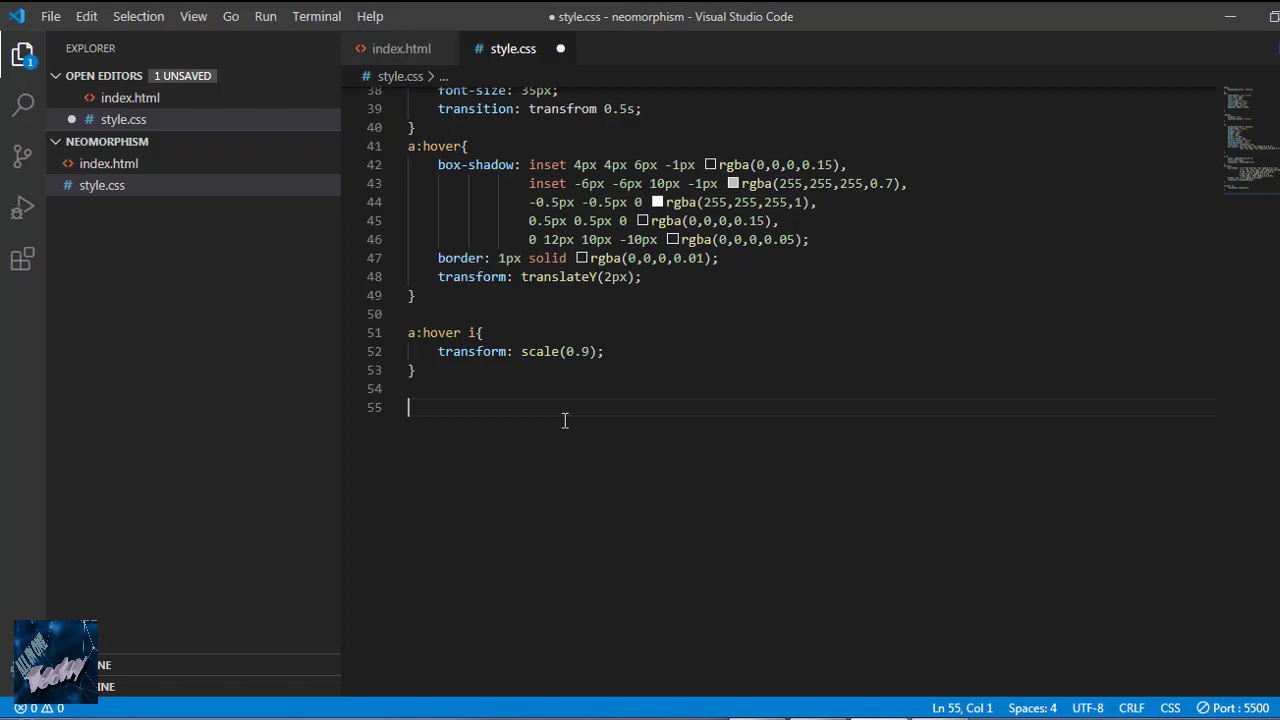 File Edit Selection View Go Run Terminal Help ● style.css - neomorphism - Visual Studio Code
EXPLORER
OPEN EDITORS 1 UNSAVED
<> index.html
● # style.css
NEOMORPHISM
<> index.html
# style.css
1
<> index.html # style.css ●
# style.css > ...
38 font-size: 35px;
39 transition: transfrom 0.5s;
40 }
41 a:hover{
42 box-shadow: inset 4px 4px 6px -1px rgba(0,0,0,0.15),
43 inset -6px -6px 10px -1px rgba(255,255,255,0.7),
44 -0.5px -0.5px 0 rgba(255,255,255,1),
45 0.5px 0.5px 0 rgba(0,0,0,0.15),
46 0 12px 10px -10px rgba(0,0,0,0.05);
47 border: 1px solid rgba(0,0,0,0.01);
48 transform: translateY(2px);
49 }
50
51 a:hover i{
52 transform: scale(0.9);
53 }
54
55
ALL IN ONE
Techy
NE
INE
0 0 Ln 55, Col 1 Spaces: 4 UTF-8 CRLF CSS Port : 5500